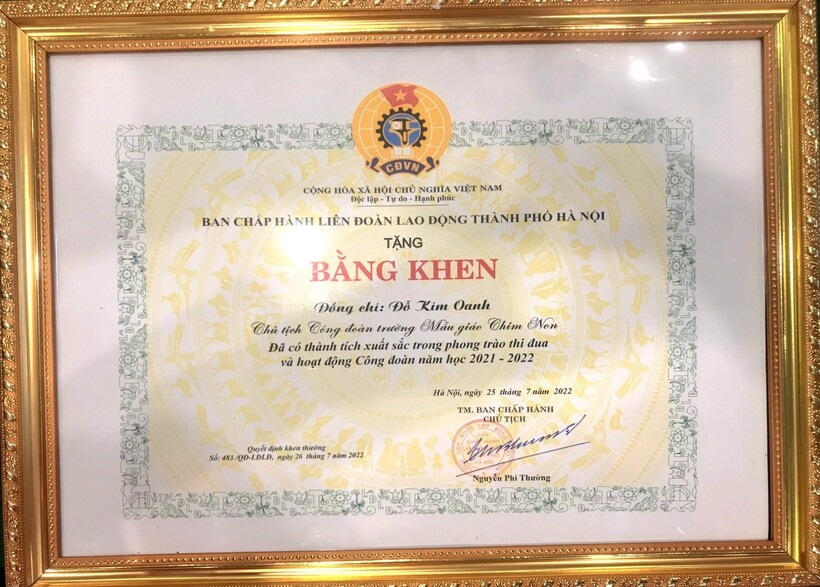 CĐVN
CỘNG HÒA XÃ HỘI CHỦ NGHĨA VIỆT NAM
Độc lập - Tự do - Hạnh phúc
BAN CHẤP HÀNH LIÊN ĐOÀN LAO ĐỘNG THÀNH PHỐ HÀ NỘI
TẶNG
BẰNG KHEN
Đồng chí: Đỗ Kim Oanh
Chủ tịch Công đoàn trường Mẫu giáo Chim Non
Đã có thành tích xuất sắc trong phong trào thi đua
và hoạt động Công đoàn năm học 2021 - 2022
Hà Nội, ngày 25 tháng 7 năm 2022
TM. BAN CHẤP HÀNH
CHỦ TỊCH
Quyết định khen thưởng
Số: 483 /QĐ-LĐLĐ, ngày 26 tháng 7 năm 2022
Nguyễn Phi Thường